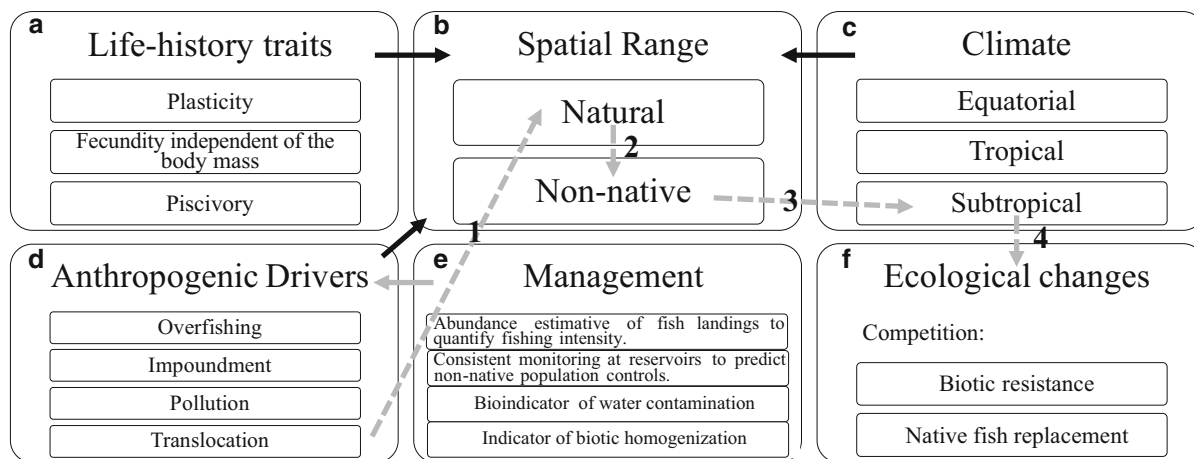 a
Life-history traits
Plasticity
Fecundity independent of the
body mass
Piscivory
b
Spatial Range
Natural
2
Non-native
1
3
c
Climate
Equatorial
Tropical
Subtropical
4
d
Anthropogenic Drivers
Overfishing
Impoundment
Pollution
Translocation
e
Management
Abundance estimative of fish landings to
quantify fishing intensity.
Consistent monitoring at reservoirs to predict
non-native population controls.
Bioindicator of water contamination
Indicator of biotic homogenization
f
Ecological changes
Competition:
Biotic resistance
Native fish replacement